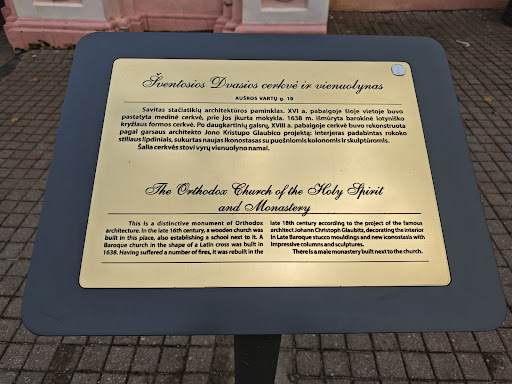 Šventosios Dvasios cerkvė ir vienuolynas
AUŠROS VARTŲ g. 10
Savitas stačiatikių architektūros paminklas. XVI a. pabaigoje šioje vietoje buvo
pastatyta medinė cerkvė, prie jos įkurta mokykla. 1638 m. išmūryta barokinė lotyniško
kryžiaus formos cerkvė. Po daugkartinių gaisrų, XVIII a. pabaigoje cerkvė buvo rekonstruota
pagal garsaus architekto Jono Kristupo Glaubico projektą: interjeras padabintas rokoko
stiliaus lipdiniais, sukurtas naujas ikonostasas su puošniomis kolonomis ir skulptūromis.
Šalia cerkvės stovi vyrų vienuolyno namai.
The Orthodox Church of the Holy Spirit
and Monastery
This is a distinctive monument of Orthodox
architecture. In the late 16th century, a wooden church was
built in this place, also establishing a school next to it. A
Baroque church in the shape of a Latin cross was built in
1638. Having suffered a number of fires, it was rebuilt in the
late 18th century according to the project of the famous
architect Johann Christoph Glaubitz, decorating the interior
in Late Baroque stucco mouldings and new iconostasis with
impressive columns and sculptures.
There is a male monastery built next to the church.